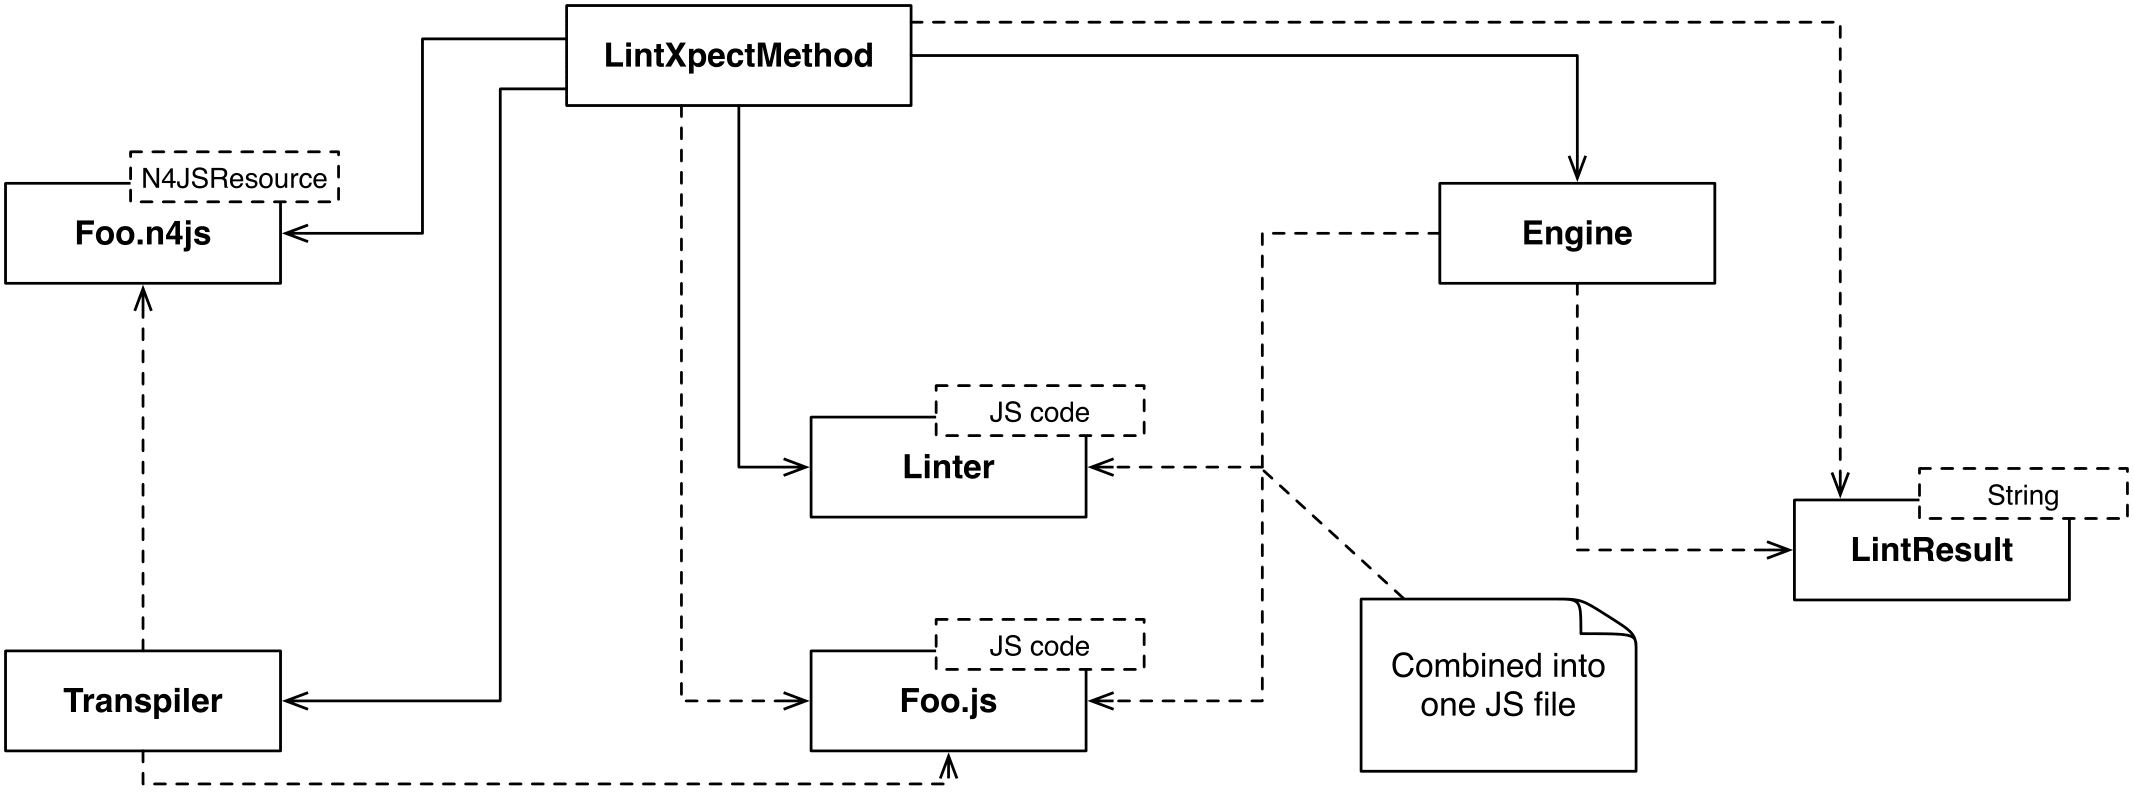 LintXpectMethod
N4JSResource
Foo.n4js
Engine
JS code
Linter
String
LintResult
JS code
Transpiler
Foo.js
Combined into
one JS file